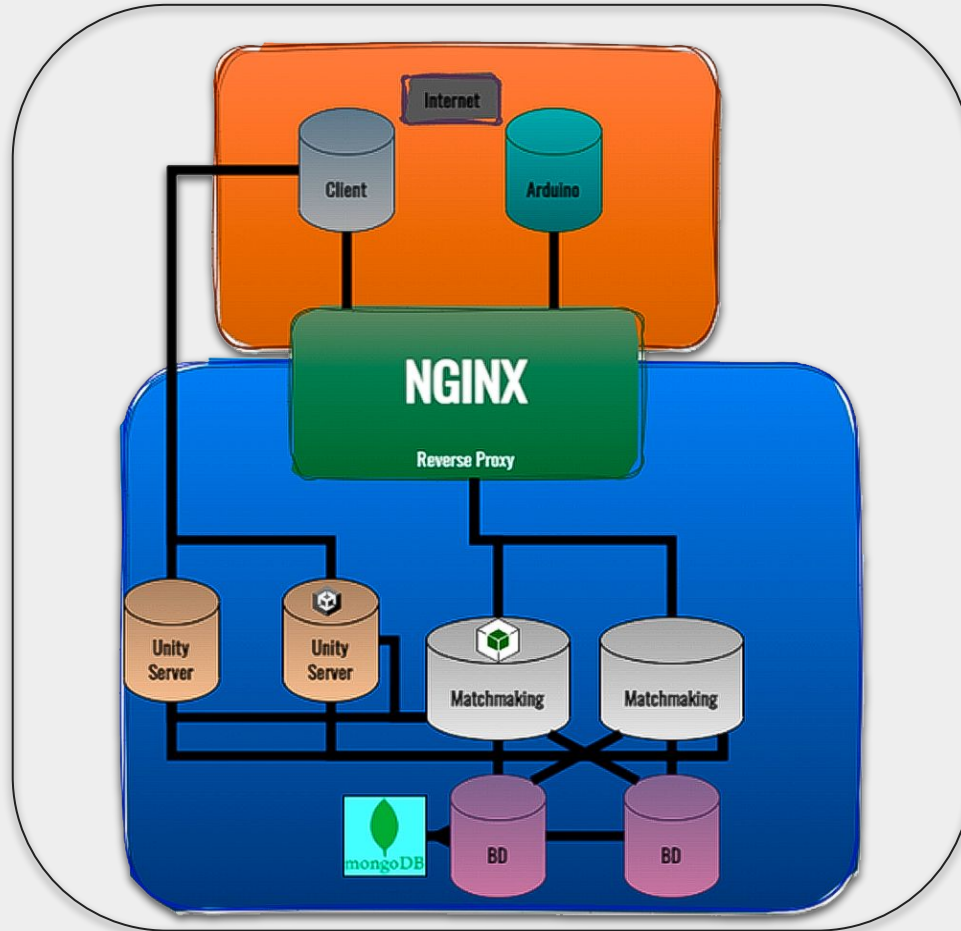 Internet
Client
Arduino
NGINX
Reverse Proxy
Unity
Server
Unity
Server
Matchmaking
Matchmaking
mongoDB
BD
BD